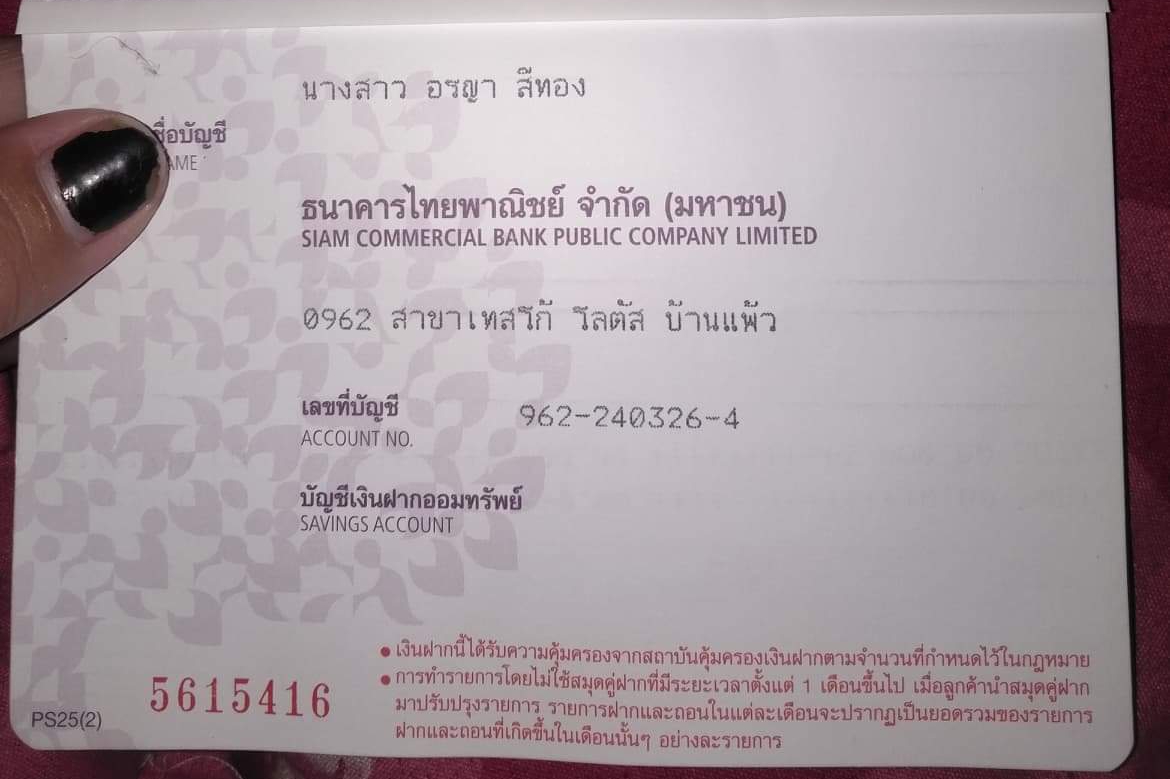 นางสาว อรญา สีทอง
ชื่อบัญชี
AME
ธนาคารไทยพาณิชย์ จำกัด (มหาชน)
SIAM COMMERCIAL BANK PUBLIC COMPANY LIMITED
0962 สาขาเทสโก้ โลตัส บ้านแพ้ว
เลขที่บัญชี 962-240326-4
ACCOUNT NO.
บัญชีเงินฝากออมทรัพย์
SAVINGS ACCOUNT
● เงินฝากนี้ได้รับความคุ้มครองจากสถาบันคุ้มครองเงินฝากตามจำนวนที่กำหนดไว้ในกฎหมาย
● การทำรายการโดยไม่ใช้สมุดคู่ฝากที่มีระยะเวลาตั้งแต่ 1 เดือนขึ้นไป เมื่อลูกค้านำสมุดคู่ฝาก
มาปรับปรุงรายการ รายการฝากและถอนในแต่ละเดือนจะปรากฏเป็นยอดรวมของรายการ
ฝากและถอนที่เกิดขึ้นในเดือนนั้นๆ อย่างละรายการ
5615416
PS25(2)